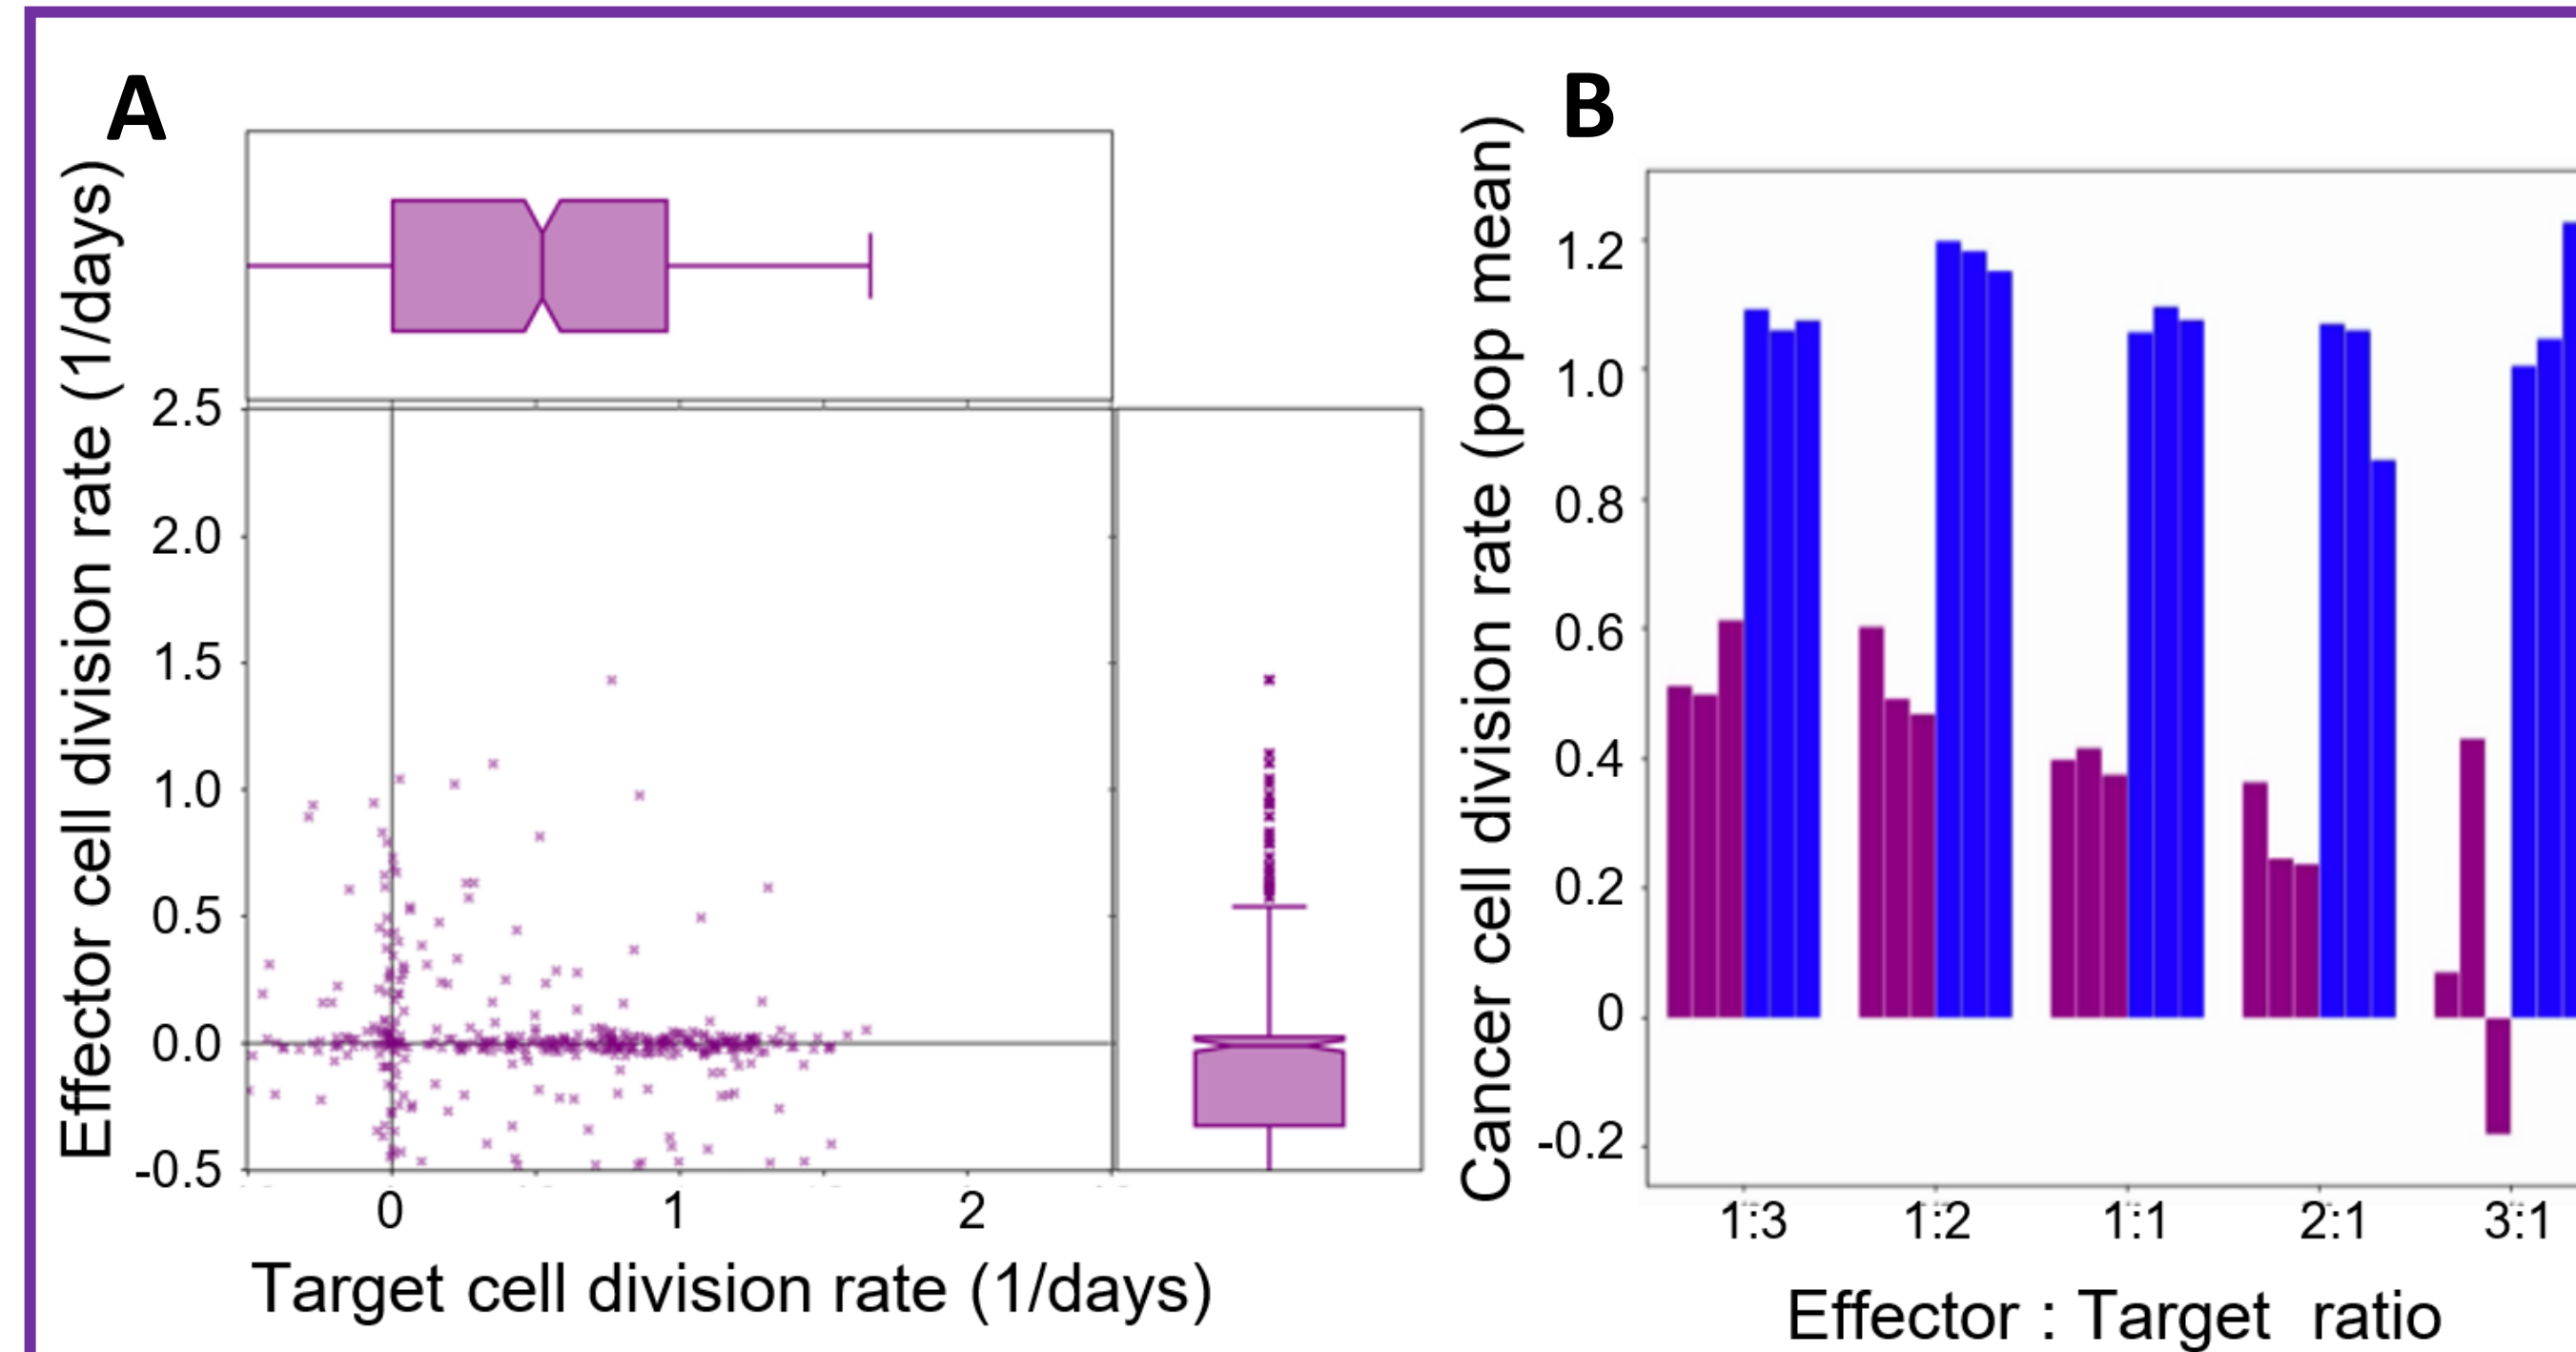 A
Effector cell division rate (1/days)
2.5
2.0
1.5
1.0
0.5
0.0
-0.5
0 1 2
Target cell division rate (1/days)
B
Cancer cell division rate (pop mean)
1.2
1.0
0.8
0.6
0.4
0.2
0
-0.2
1:3 1:2 1:1 2:1 3:1
Effector : Target ratio